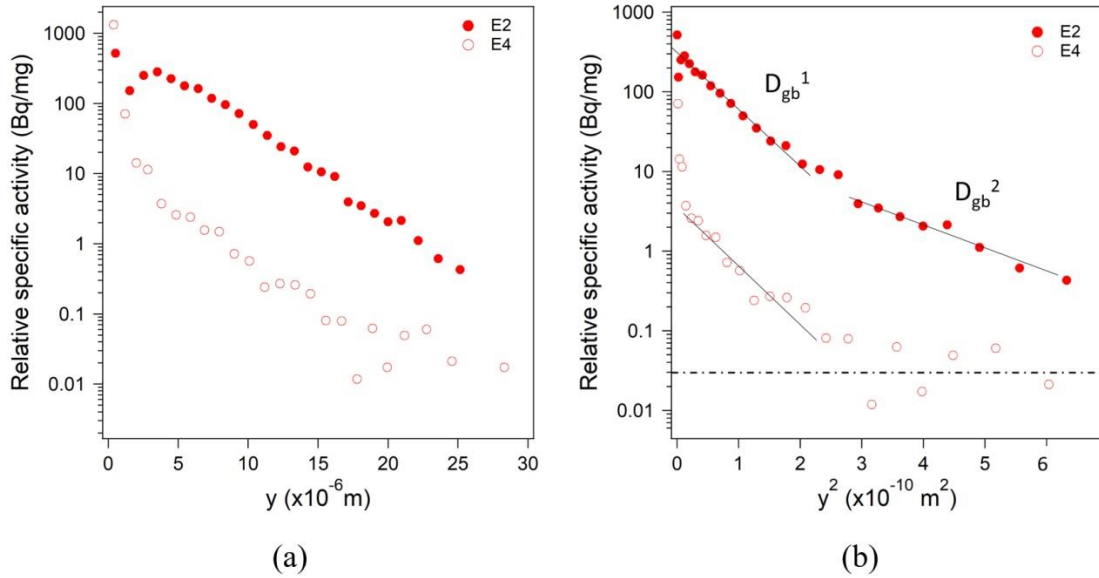 1000
100
10
1
0.1
0.01
0 5 10 15 20 25 30
Relative specific activity (Bq/mg)
y (x10⁻⁶ m)
E2
E4
(a)
1000
100
10
1
0.1
0.01
0 1 2 3 4 5 6
Relative specific activity (Bq/mg)
y² (x10⁻¹⁰ m²)
E2
E4
D_gb¹
D_gb²
(b)